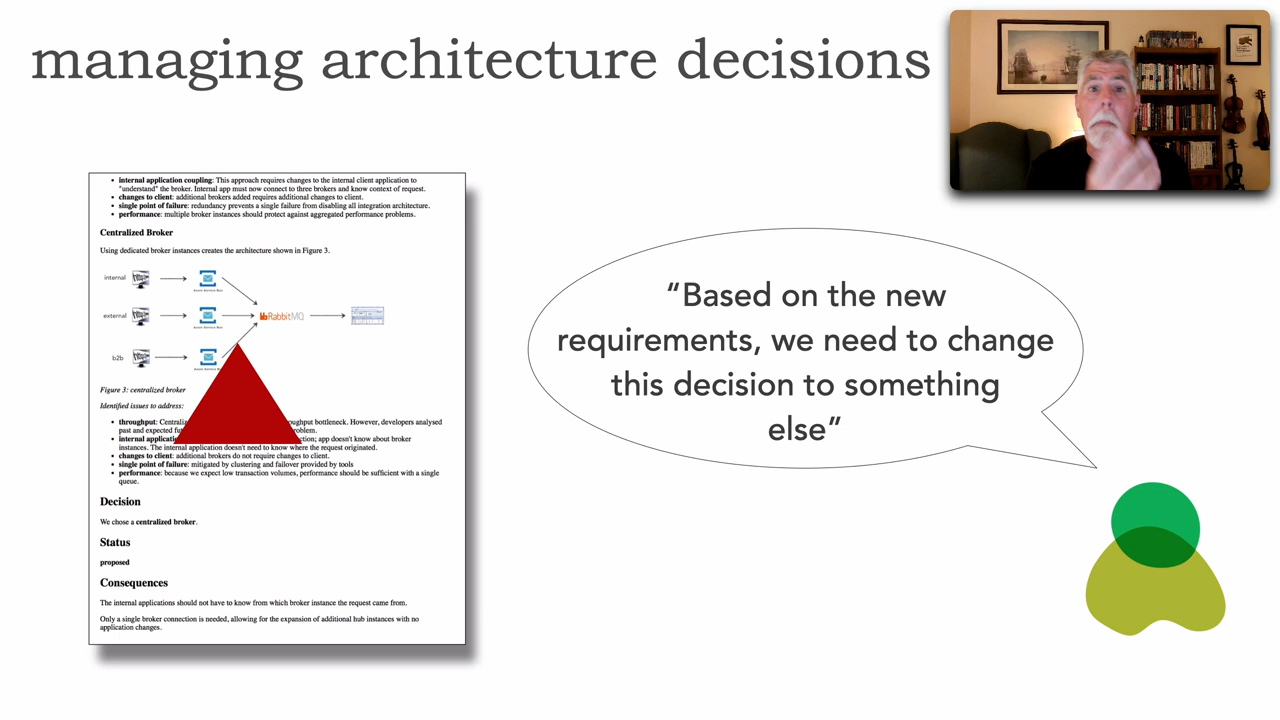 managing architecture decisions
internal application coupling: This approach requires changes to the internal client application to
"understand" the broker. Internal app must now connect to three brokers and know context of request.
changes to client: additional brokers added requires additional changes to client.
single point of failure: redundancy prevents a single failure from disabling all integration architecture.
performance: multiple broker instances should protect against aggregated performance problems.
Centralized Broker
Using dedicated broker instances creates the architecture shown in Figure 3.
internal
external
RabbitMQ
b2b
Figure 3: centralized broker
Identified issues to address:
throughput: ughput bottleneck. However, developers analysed
past and expected
internal app doesn't know about broker
instances. The internal application doesn't need to know where the request originated.
changes to client: additional brokers do not require changes to client.
single point of failure: mitigated by clustering and failover provided by tools
performance: because we expect low transaction volumes, performance should be sufficient with a single
queue.
Decision
We chose a centralized broker.
Status
proposed
Consequences
The internal applications should not have to know from which broker instance the request came from.
Only a single broker connection is needed, allowing for the expansion of additional hub instances with no
application changes.
“Based on the new
requirements, we need to change
this decision to something
else”